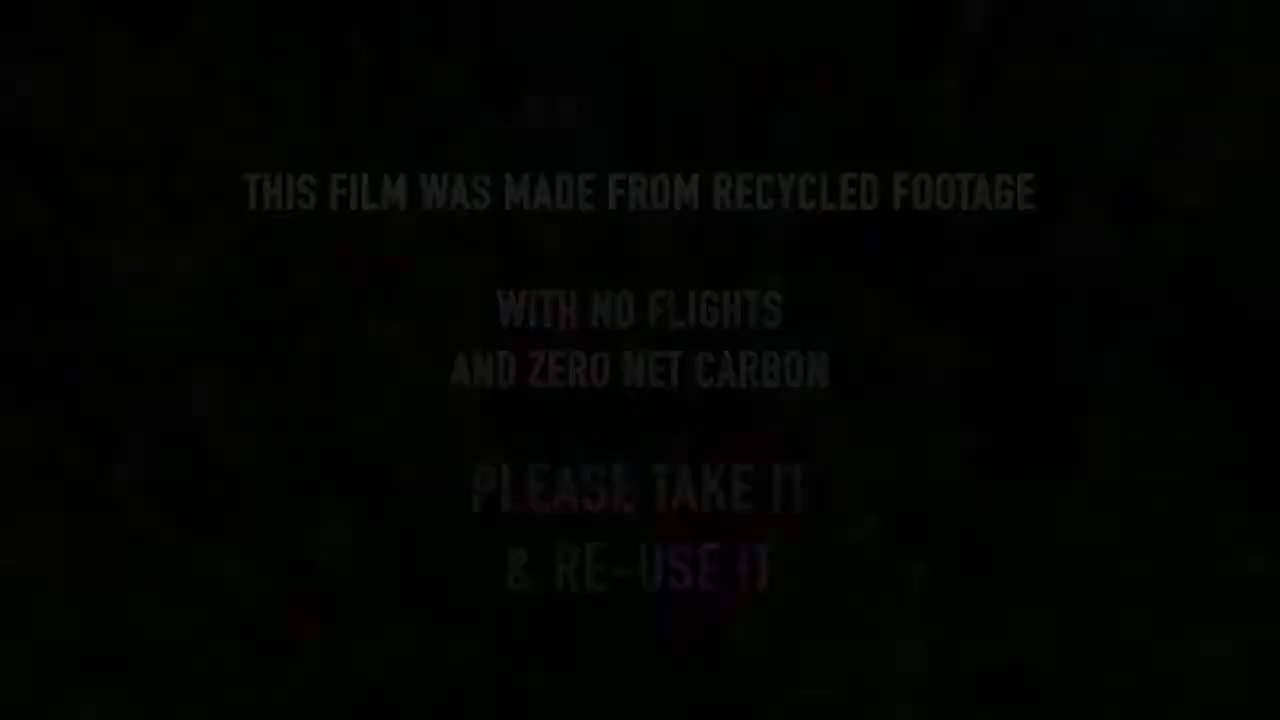 THIS FILM WAS MADE FROM RECYCLED FOOTAGE
WITH NO FLIGHTS
AND ZERO NET CARBON
PLEASE TAKE IT
& RE-USE IT